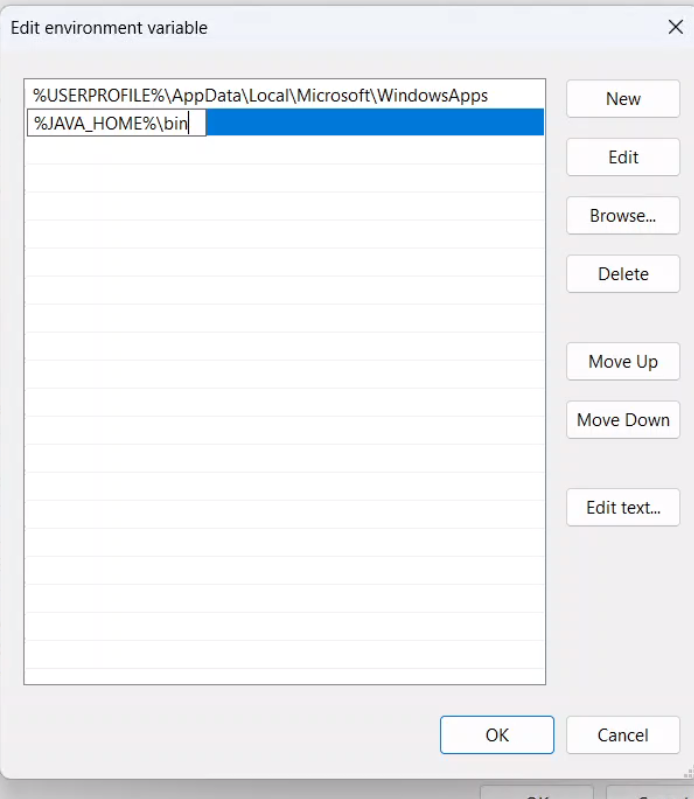 Edit environment variable
%USERPROFILE%\AppData\Local\Microsoft\WindowsApps
%JAVA_HOME%\bin
New
Edit
Browse...
Delete
Move Up
Move Down
Edit text...
OK
Cancel